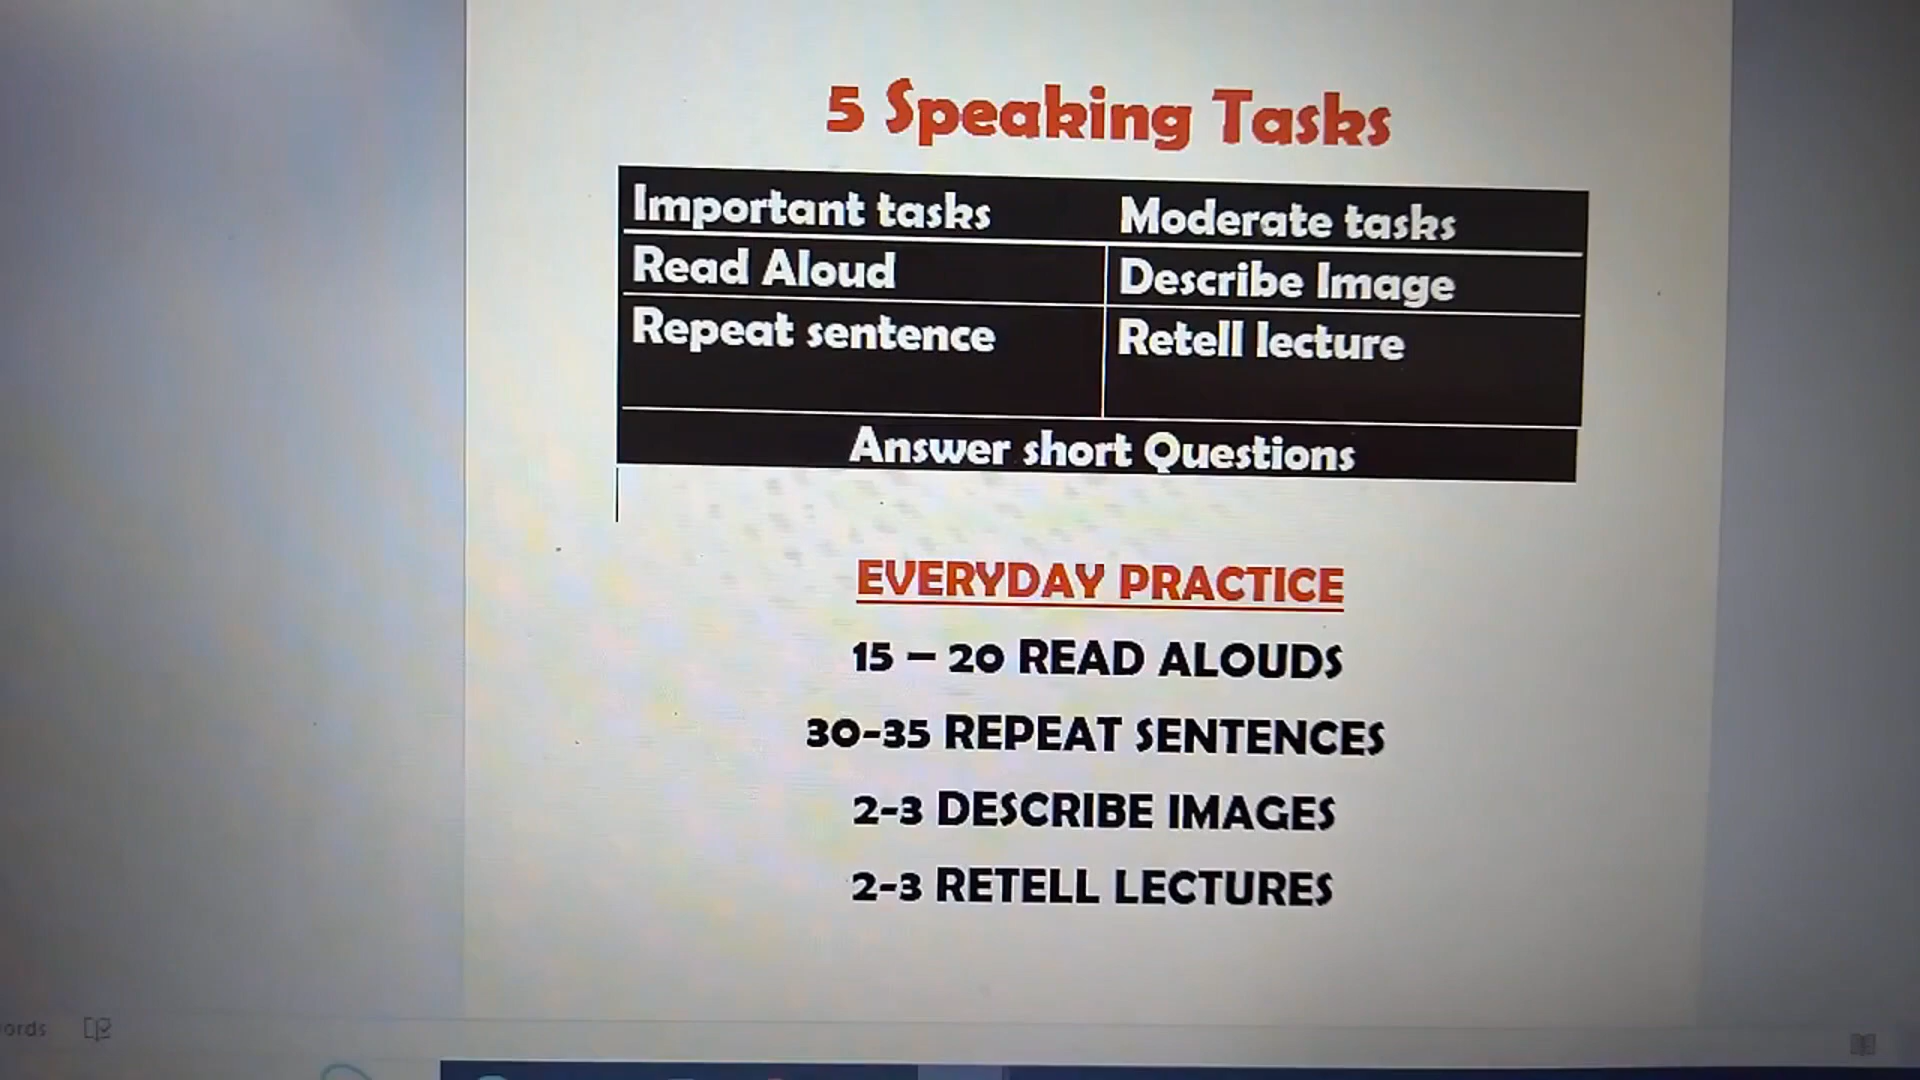 5 Speaking Tasks
Important tasks Moderate tasks
Read Aloud Describe Image
Repeat sentence Retell lecture
Answer short Questions
EVERYDAY PRACTICE
15 – 20 READ ALOUDS
30-35 REPEAT SENTENCES
2-3 DESCRIBE IMAGES
2-3 RETELL LECTURES